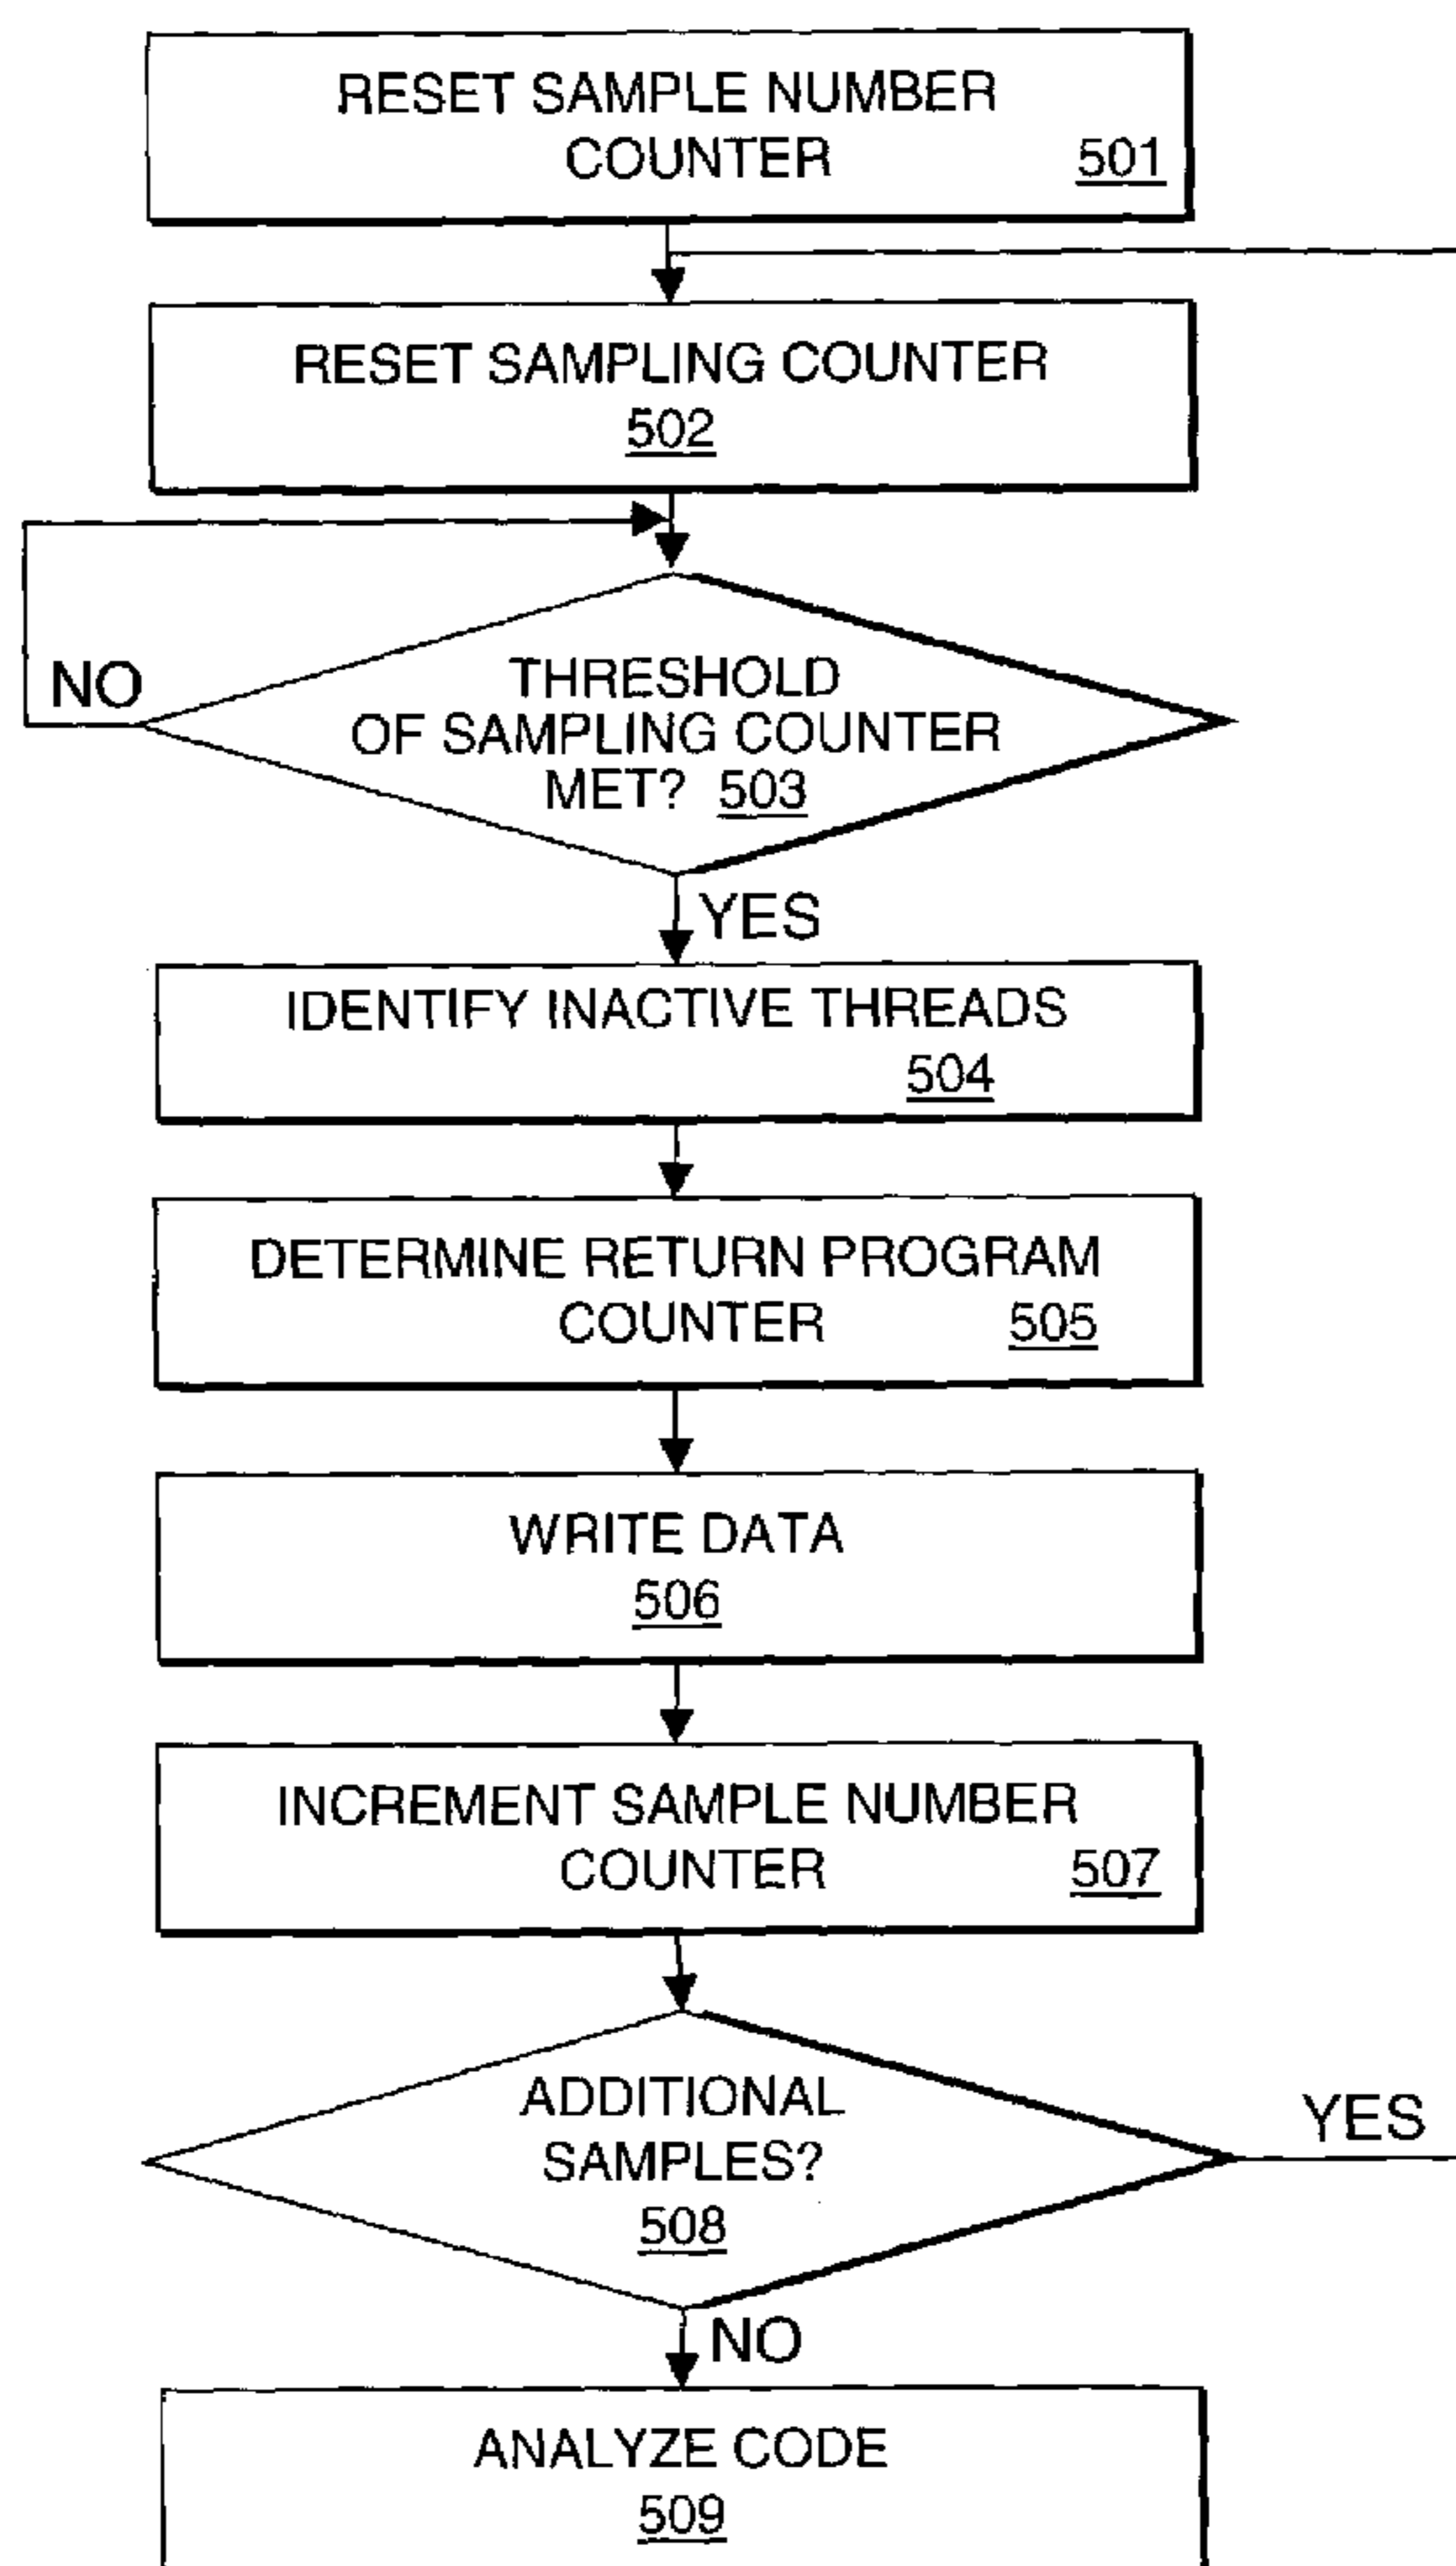 RESET SAMPLE NUMBER
COUNTER 501
RESET SAMPLING COUNTER
502
NO
THRESHOLD
OF SAMPLING COUNTER
MET? 503
YES
IDENTIFY INACTIVE THREADS
504
DETERMINE RETURN PROGRAM
COUNTER 505
WRITE DATA
506
INCREMENT SAMPLE NUMBER
COUNTER 507
ADDITIONAL
SAMPLES?
508
YES
NO
ANALYZE CODE
509